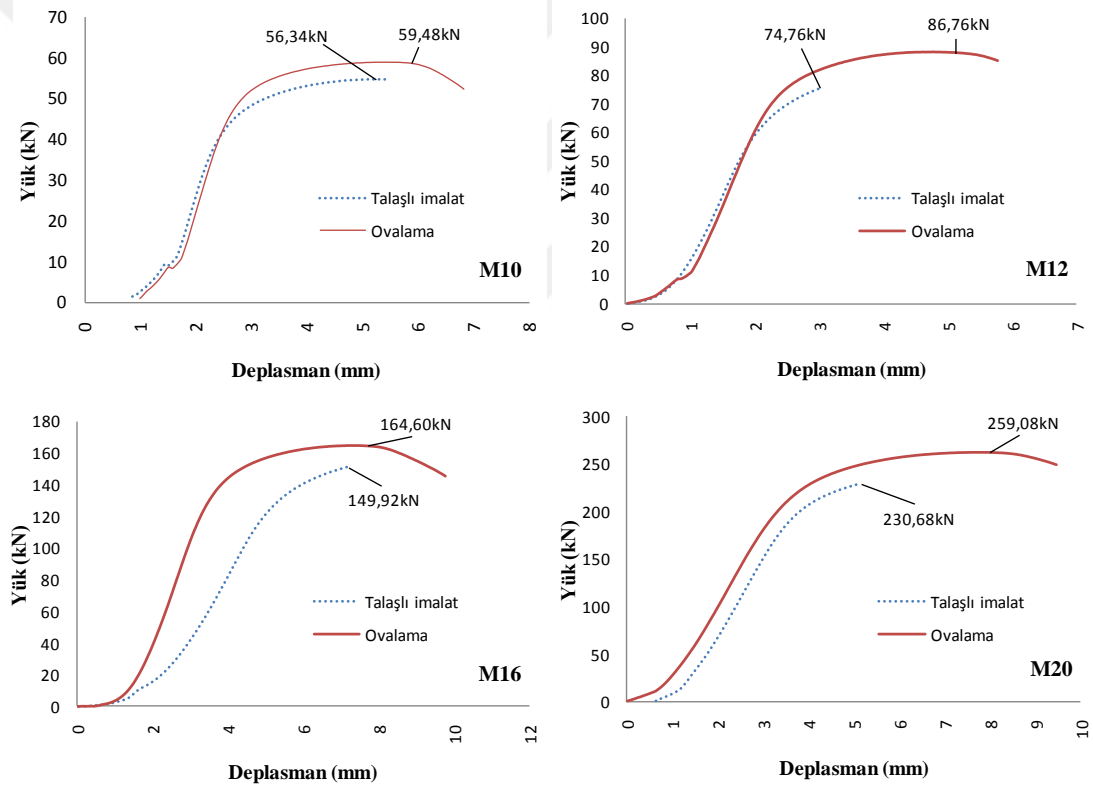 70
60
50
40
30
20
10
0
Yük (kN)
56,34kN
59,48kN
Talaşlı imalat
Ovalama
M10
0 1 2 3 4 5 6 7 8
Deplasman (mm)
100
90
80
70
60
50
40
30
20
10
0
Yük (kN)
74,76kN
86,76kN
Talaşlı imalat
Ovalama
M12
0 1 2 3 4 5 6 7
Deplasman (mm)
180
160
140
120
100
80
60
40
20
0
Yük (kN)
164,60kN
149,92kN
Talaşlı imalat
Ovalama
M16
0 2 4 6 8 10 12
Deplasman (mm)
300
250
200
150
100
50
0
Yük (kN)
259,08kN
230,68kN
Talaşlı imalat
Ovalama
M20
0 1 2 3 4 5 6 7 8 9 10
Deplasman (mm)